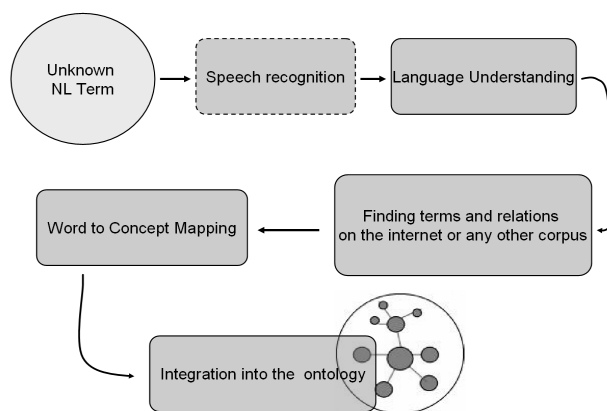 Unknown
NL Term
Speech recognition
Language Understanding
Finding terms and relations
on the internet or any other corpus
Word to Concept Mapping
Integration into the ontology